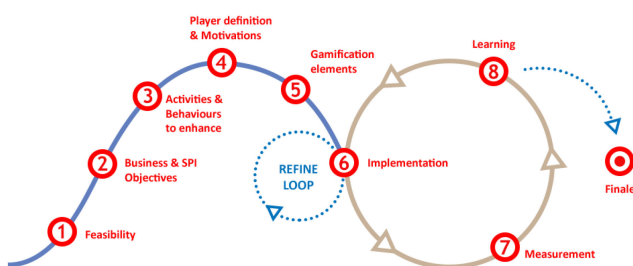 1
Feasibility
2
Business & SPI
Objectives
3
Activities &
Behaviours
to enhance
4
Player definition
& Motivations
5
Gamification
elements
6
Implementation
REFINE
LOOP
7
Measurement
8
Learning
Finale